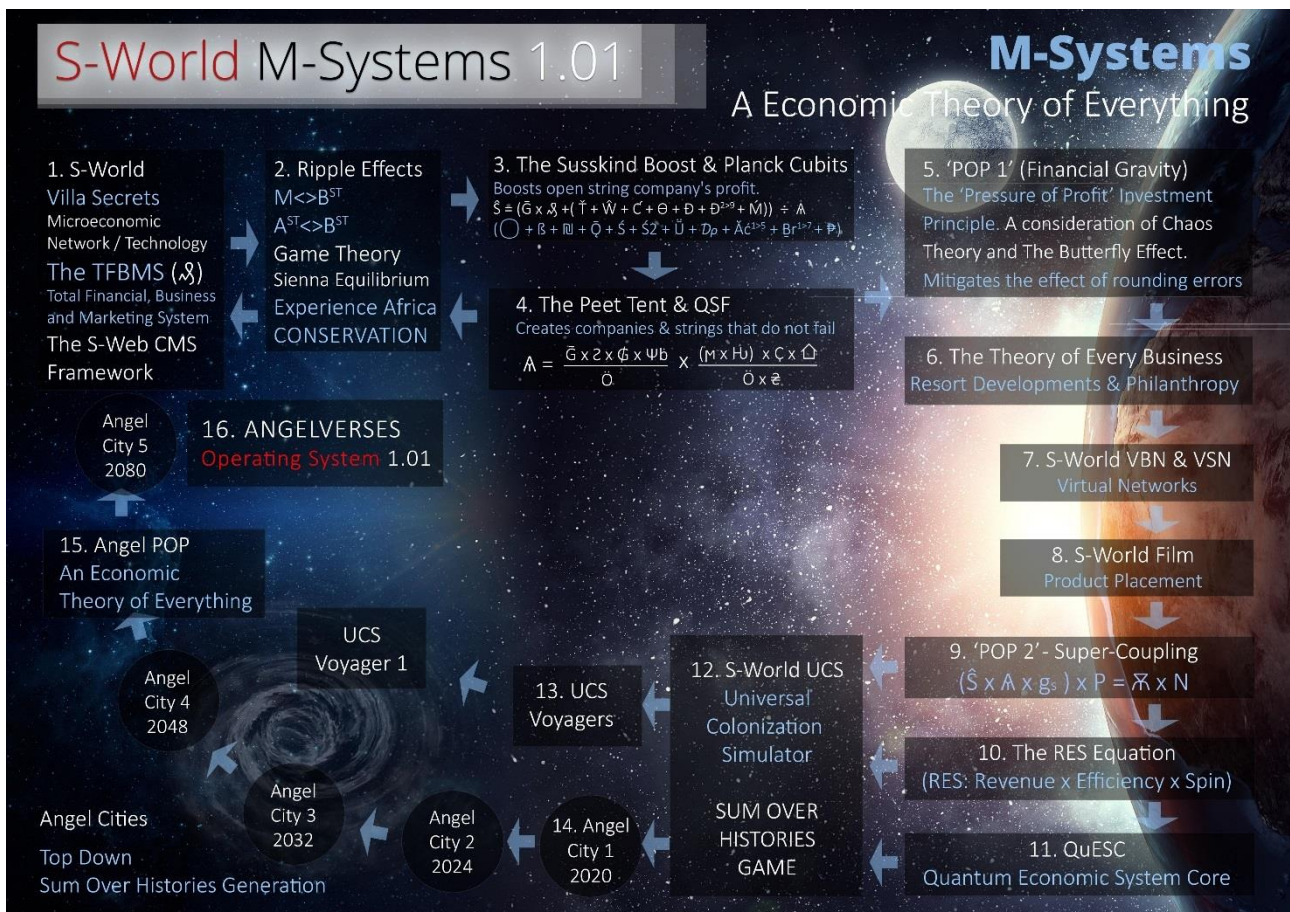 S-World M-Systems 1.01
M-Systems
A Economic Theory of Everything
1. S-World
Villa Secrets
Microeconomic
Network / Technology
The TFBMS (₰)
Total Financial, Business
and Marketing System
The S-Web CMS
Framework
2. Ripple Effects
M<>Bˢᵀ
Aˢᵀ<>Bˢᵀ
Game Theory
Sienna Equilibrium
Experience Africa
CONSERVATION
3. The Susskind Boost & Planck Cubits
Boosts open string company's profit.
4. The Peet Tent & QSF
Creates companies & strings that do not fail
5. ‘POP 1’ (Financial Gravity)
The ‘Pressure of Profit’ Investment
Principle. A consideration of Chaos
Theory and The Butterfly Effect.
Mitigates the effect of rounding errors
6. The Theory of Every Business
Resort Developments & Philanthropy
7. S-World VBN & VSN
Virtual Networks
8. S-World Film
Product Placement
9. ‘POP 2’- Super-Coupling
(Ŝ x Ѧ x gₛ ) x P = Ѫ x N
10. The RES Equation
(RES: Revenue x Efficiency x Spin)
11. QuESC
Quantum Economic System Core
12. S-World UCS
Universal
Colonization
Simulator
SUM OVER
HISTORIES
GAME
13. UCS
Voyagers
UCS
Voyager 1
14. Angel
City 1
2020
Angel
City 2
2024
Angel
City 3
2032
Angel
City 4
2048
15. Angel POP
An Economic
Theory of Everything
Angel
City 5
2080
16. ANGELVERSES
Operating System 1.01
Angel Cities
Top Down
Sum Over Histories Generation